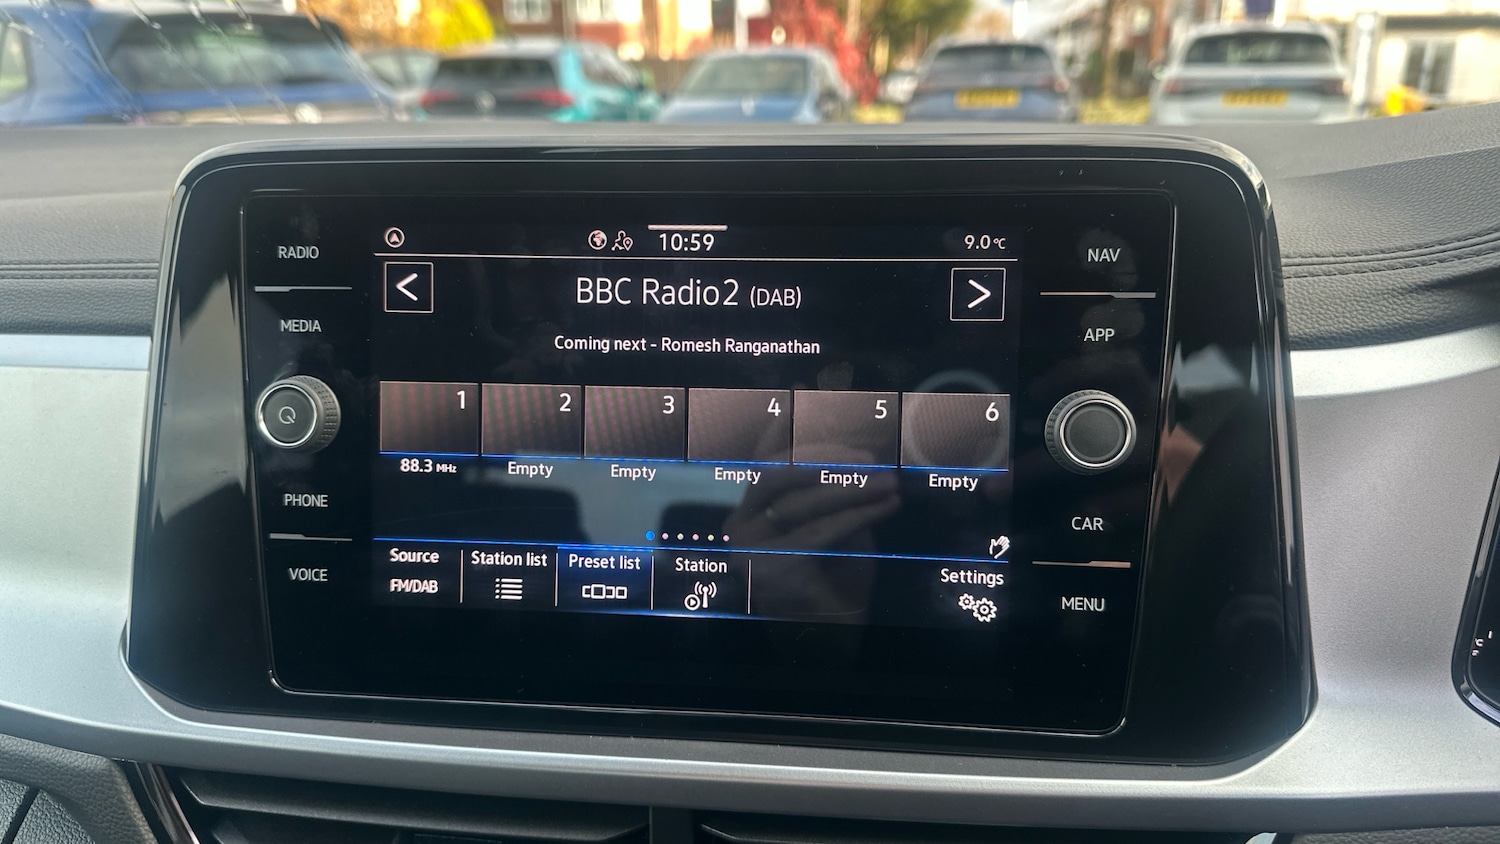 10:59
9.0°C
RADIO
NAV
BBC Radio2 (DAB)
MEDIA
APP
Coming next - Romesh Ranganathan
1 2 3 4 5 6
88.3 MHz Empty Empty Empty Empty Empty
PHONE
CAR
Source Station list Preset list Station Settings
FM/DAB
VOICE
MENU